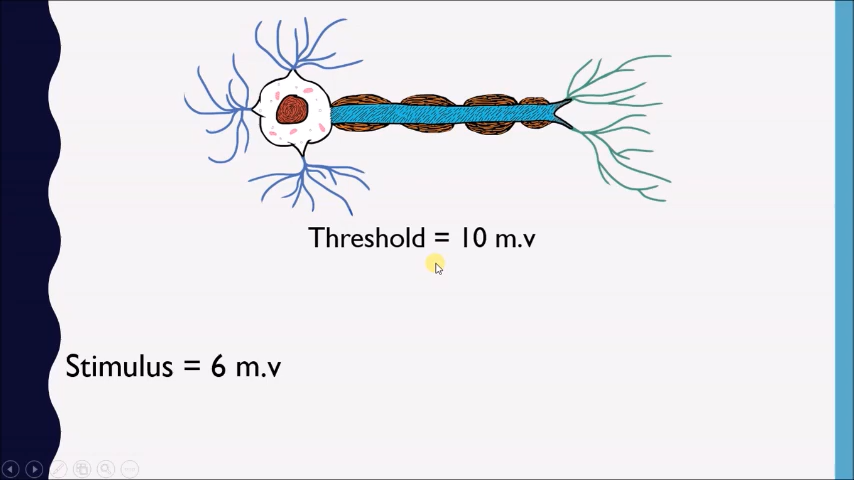 Threshold = 10 m.v
Stimulus = 6 m.v